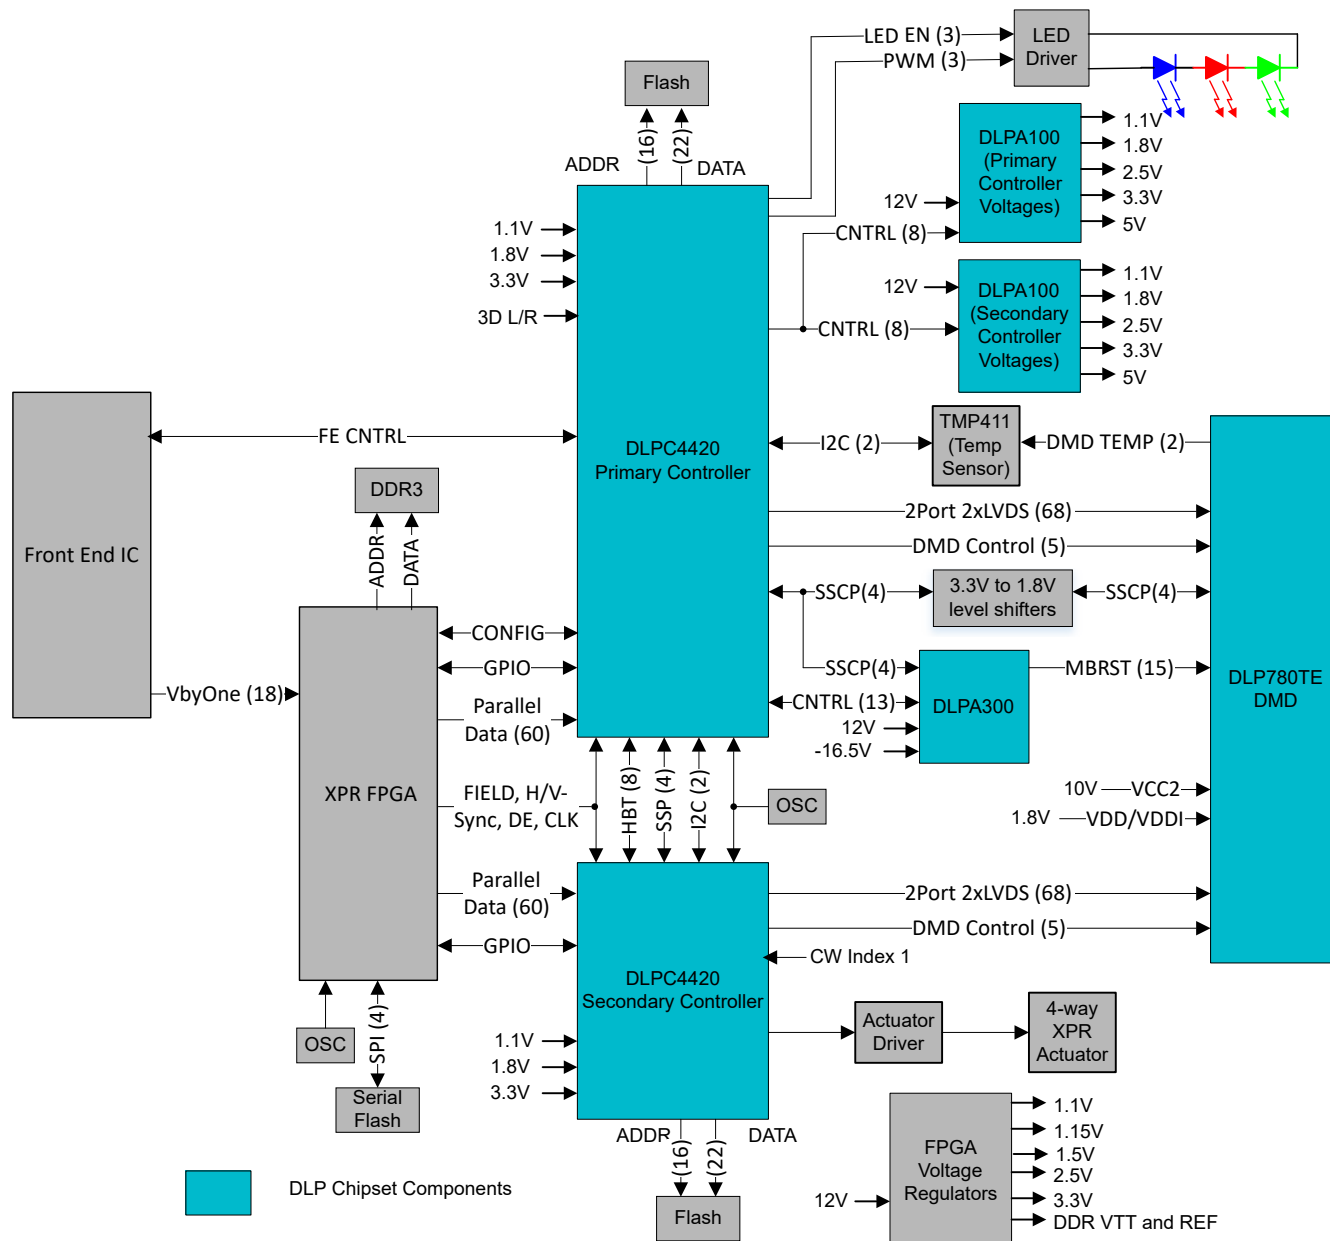 LED EN (3)
PWM (3)
LED
Driver
Flash
(16)
(22)
ADDR
DATA
DLPA100
(Primary
Controller
Voltages)
12V
CNTRL (8)
1.1V
1.8V
2.5V
3.3V
5V
1.1V
1.8V
3.3V
3D L/R
DLPA100
(Secondary
Controller
Voltages)
12V
CNTRL (8)
1.1V
1.8V
2.5V
3.3V
5V
Front End IC
FE CNTRL
DLPC4420
Primary Controller
I2C (2)
TMP411
(Temp
Sensor)
DMD TEMP (2)
DDR3
ADDR
DATA
2Port 2xLVDS (68)
DMD Control (5)
SSCP(4)
3.3V to 1.8V
level shifters
SSCP(4)
CONFIG
GPIO
SSCP(4)
MBRST (15)
DLPA300
CNTRL (13)
12V
-16.5V
DLP780TE
DMD
VbyOne (18)
Parallel
Data (60)
XPR FPGA
FIELD, H/V-
Sync, DE, CLK
HBT (8)
SSP (4)
I2C (2)
OSC
10V
VCC2
1.8V
VDD/VDDI
Parallel
Data (60)
GPIO
2Port 2xLVDS (68)
DMD Control (5)
CW Index 1
DLPC4420
Secondary Controller
OSC
SPI (4)
Serial
Flash
1.1V
1.8V
3.3V
Actuator
Driver
4-way
XPR
Actuator
ADDR
DATA
(16)
(22)
Flash
FPGA
Voltage
Regulators
12V
1.1V
1.15V
1.5V
2.5V
3.3V
DDR VTT and REF
DLP Chipset Components